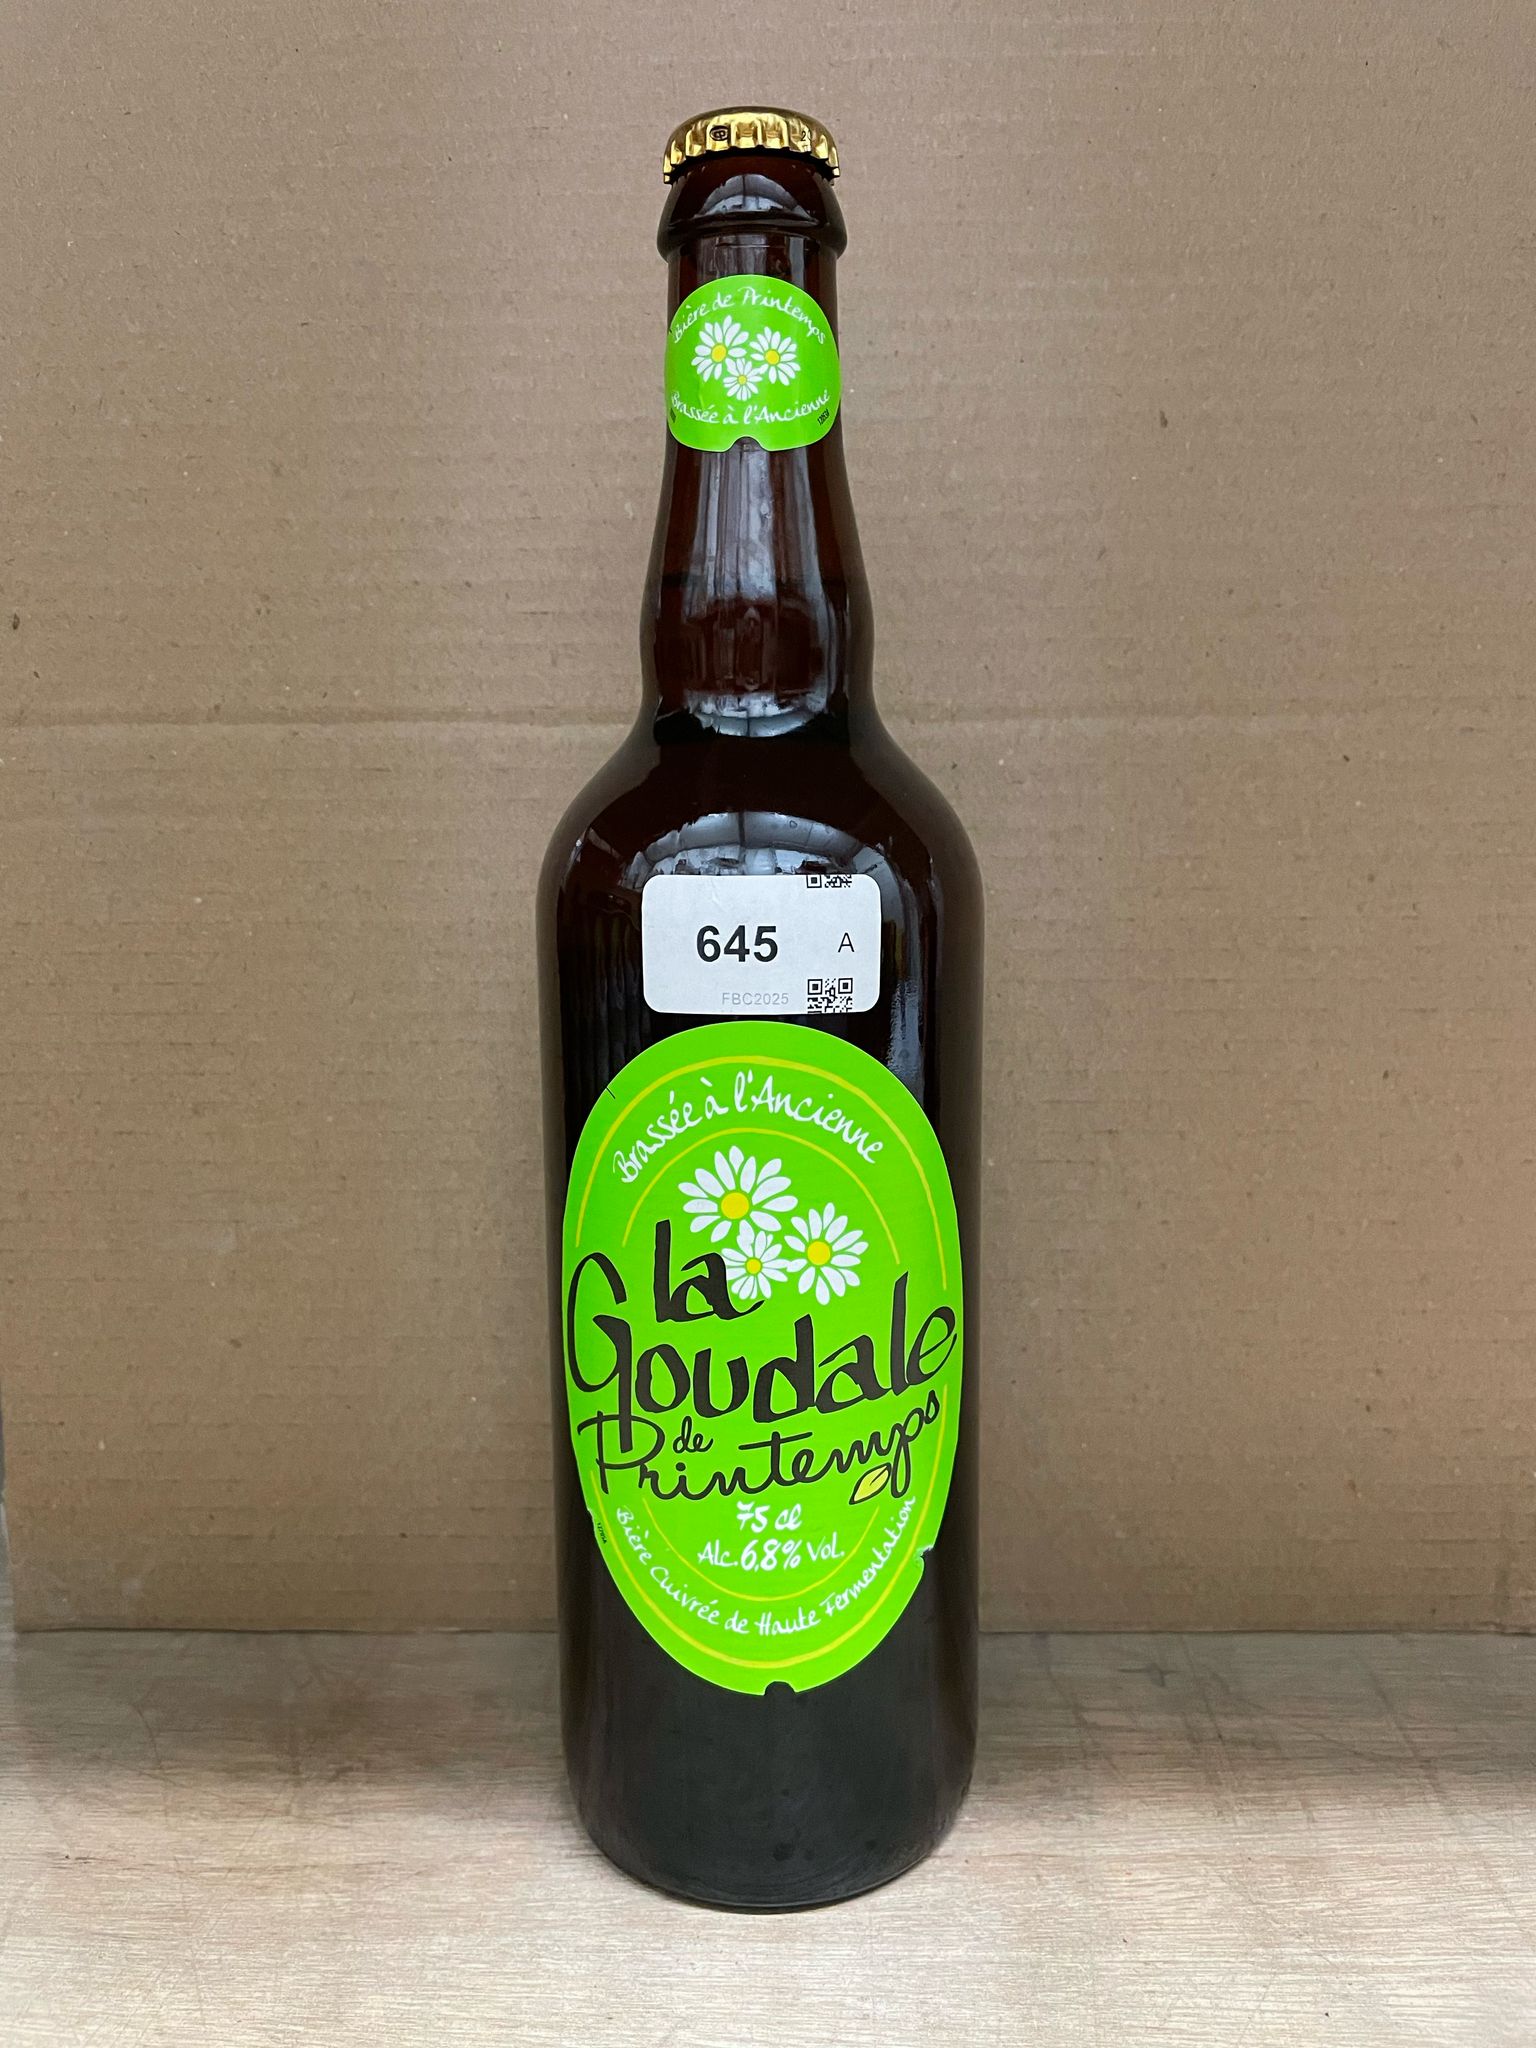 Bière de Printemps
Brassée à l'Ancienne
645 A
FBC2025
Brassée à l'Ancienne
la
Goudale
de
Printemps
75 cl
Alc. 6,8% Vol.
Bière Cuivrée de Haute Fermentation